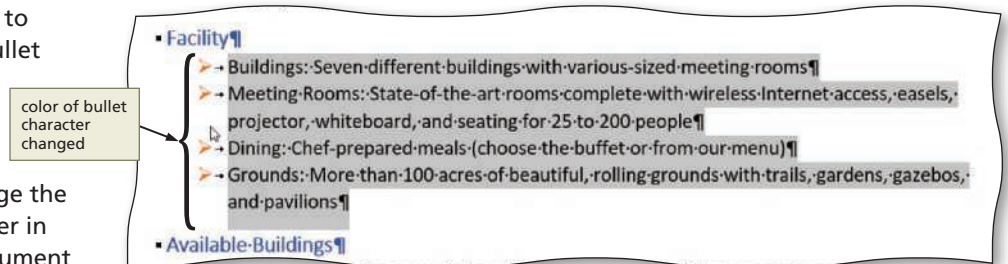 to
ullet
color of bullet
character
changed
ge the
er in
ument
▪ Facility¶
➢→Buildings:·Seven·different·buildings·with·various-sized·meeting·rooms¶
➢→Meeting·Rooms:·State-of-the-art·rooms·complete·with·wireless·Internet·access,·easels,·
projector,·whiteboard,·and·seating·for·25·to·200·people¶
➢→Dining:·Chef-prepared·meals·(choose·the·buffet·or·from·our·menu)¶
➢→Grounds:·More·than·100·acres·of·beautiful,·rolling·grounds·with·trails,·gardens,·gazebos,·
and·pavilions¶
▪ Available·Buildings¶